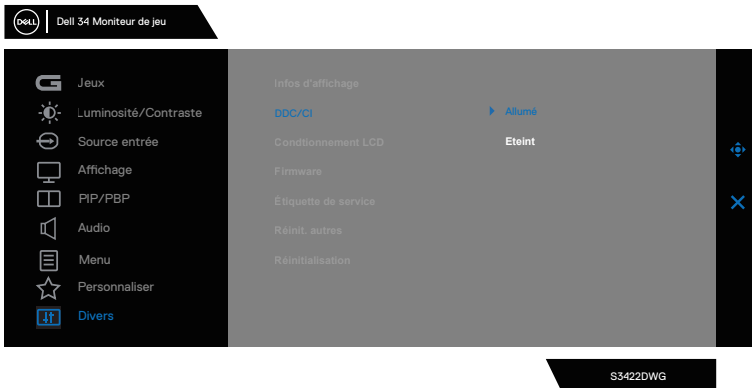 DELL
Dell 34 Moniteur de jeu
Jeux
Luminosité/Contraste
Source entrée
Affichage
PIP/PBP
Audio
Menu
Personnaliser
Divers
Infos d'affichage
DDC/CI
Condtionnement LCD
Firmware
Étiquette de service
Réinit. autres
Réinitialisation
Allumé
Eteint
S3422DWG